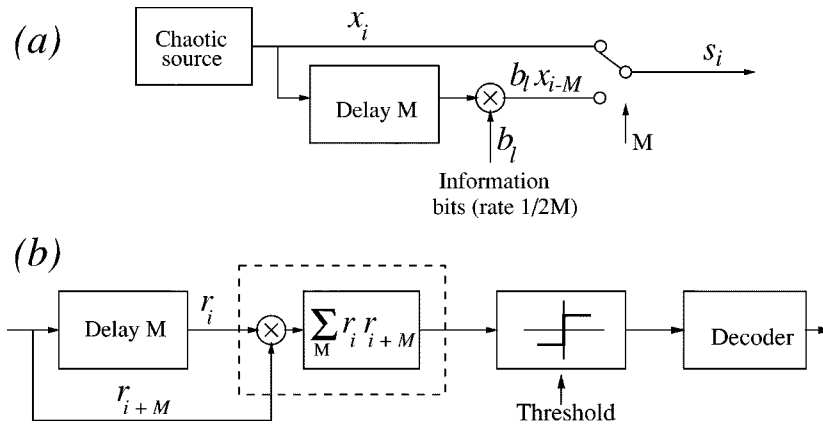 (a)
Chaotic
source
x_i
Delay M
b_l x_{i-M}
b_l
Information
bits (rate 1/2M)
s_i
M
(b)
Delay M
r_i
r_{i+M}
∑_M r_i r_{i+M}
Threshold
Decoder